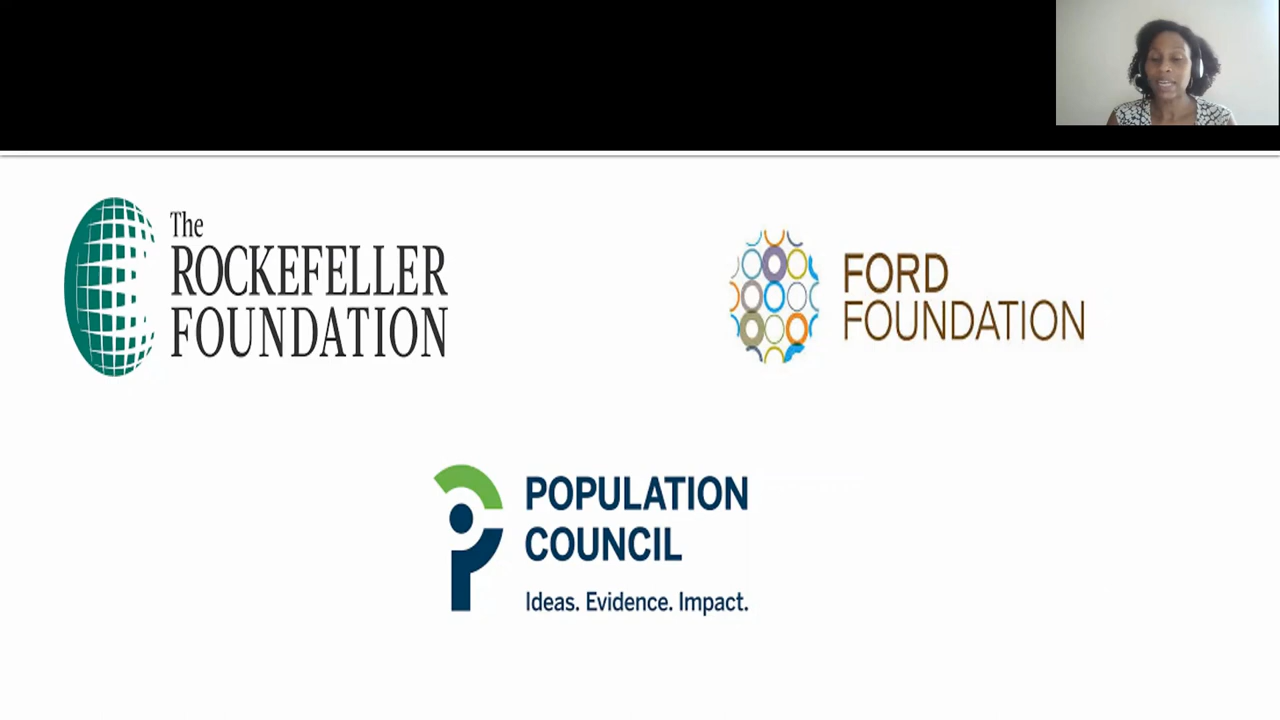 The
ROCKEFELLER
FOUNDATION
FORD
FOUNDATION
POPULATION
COUNCIL
Ideas. Evidence. Impact.